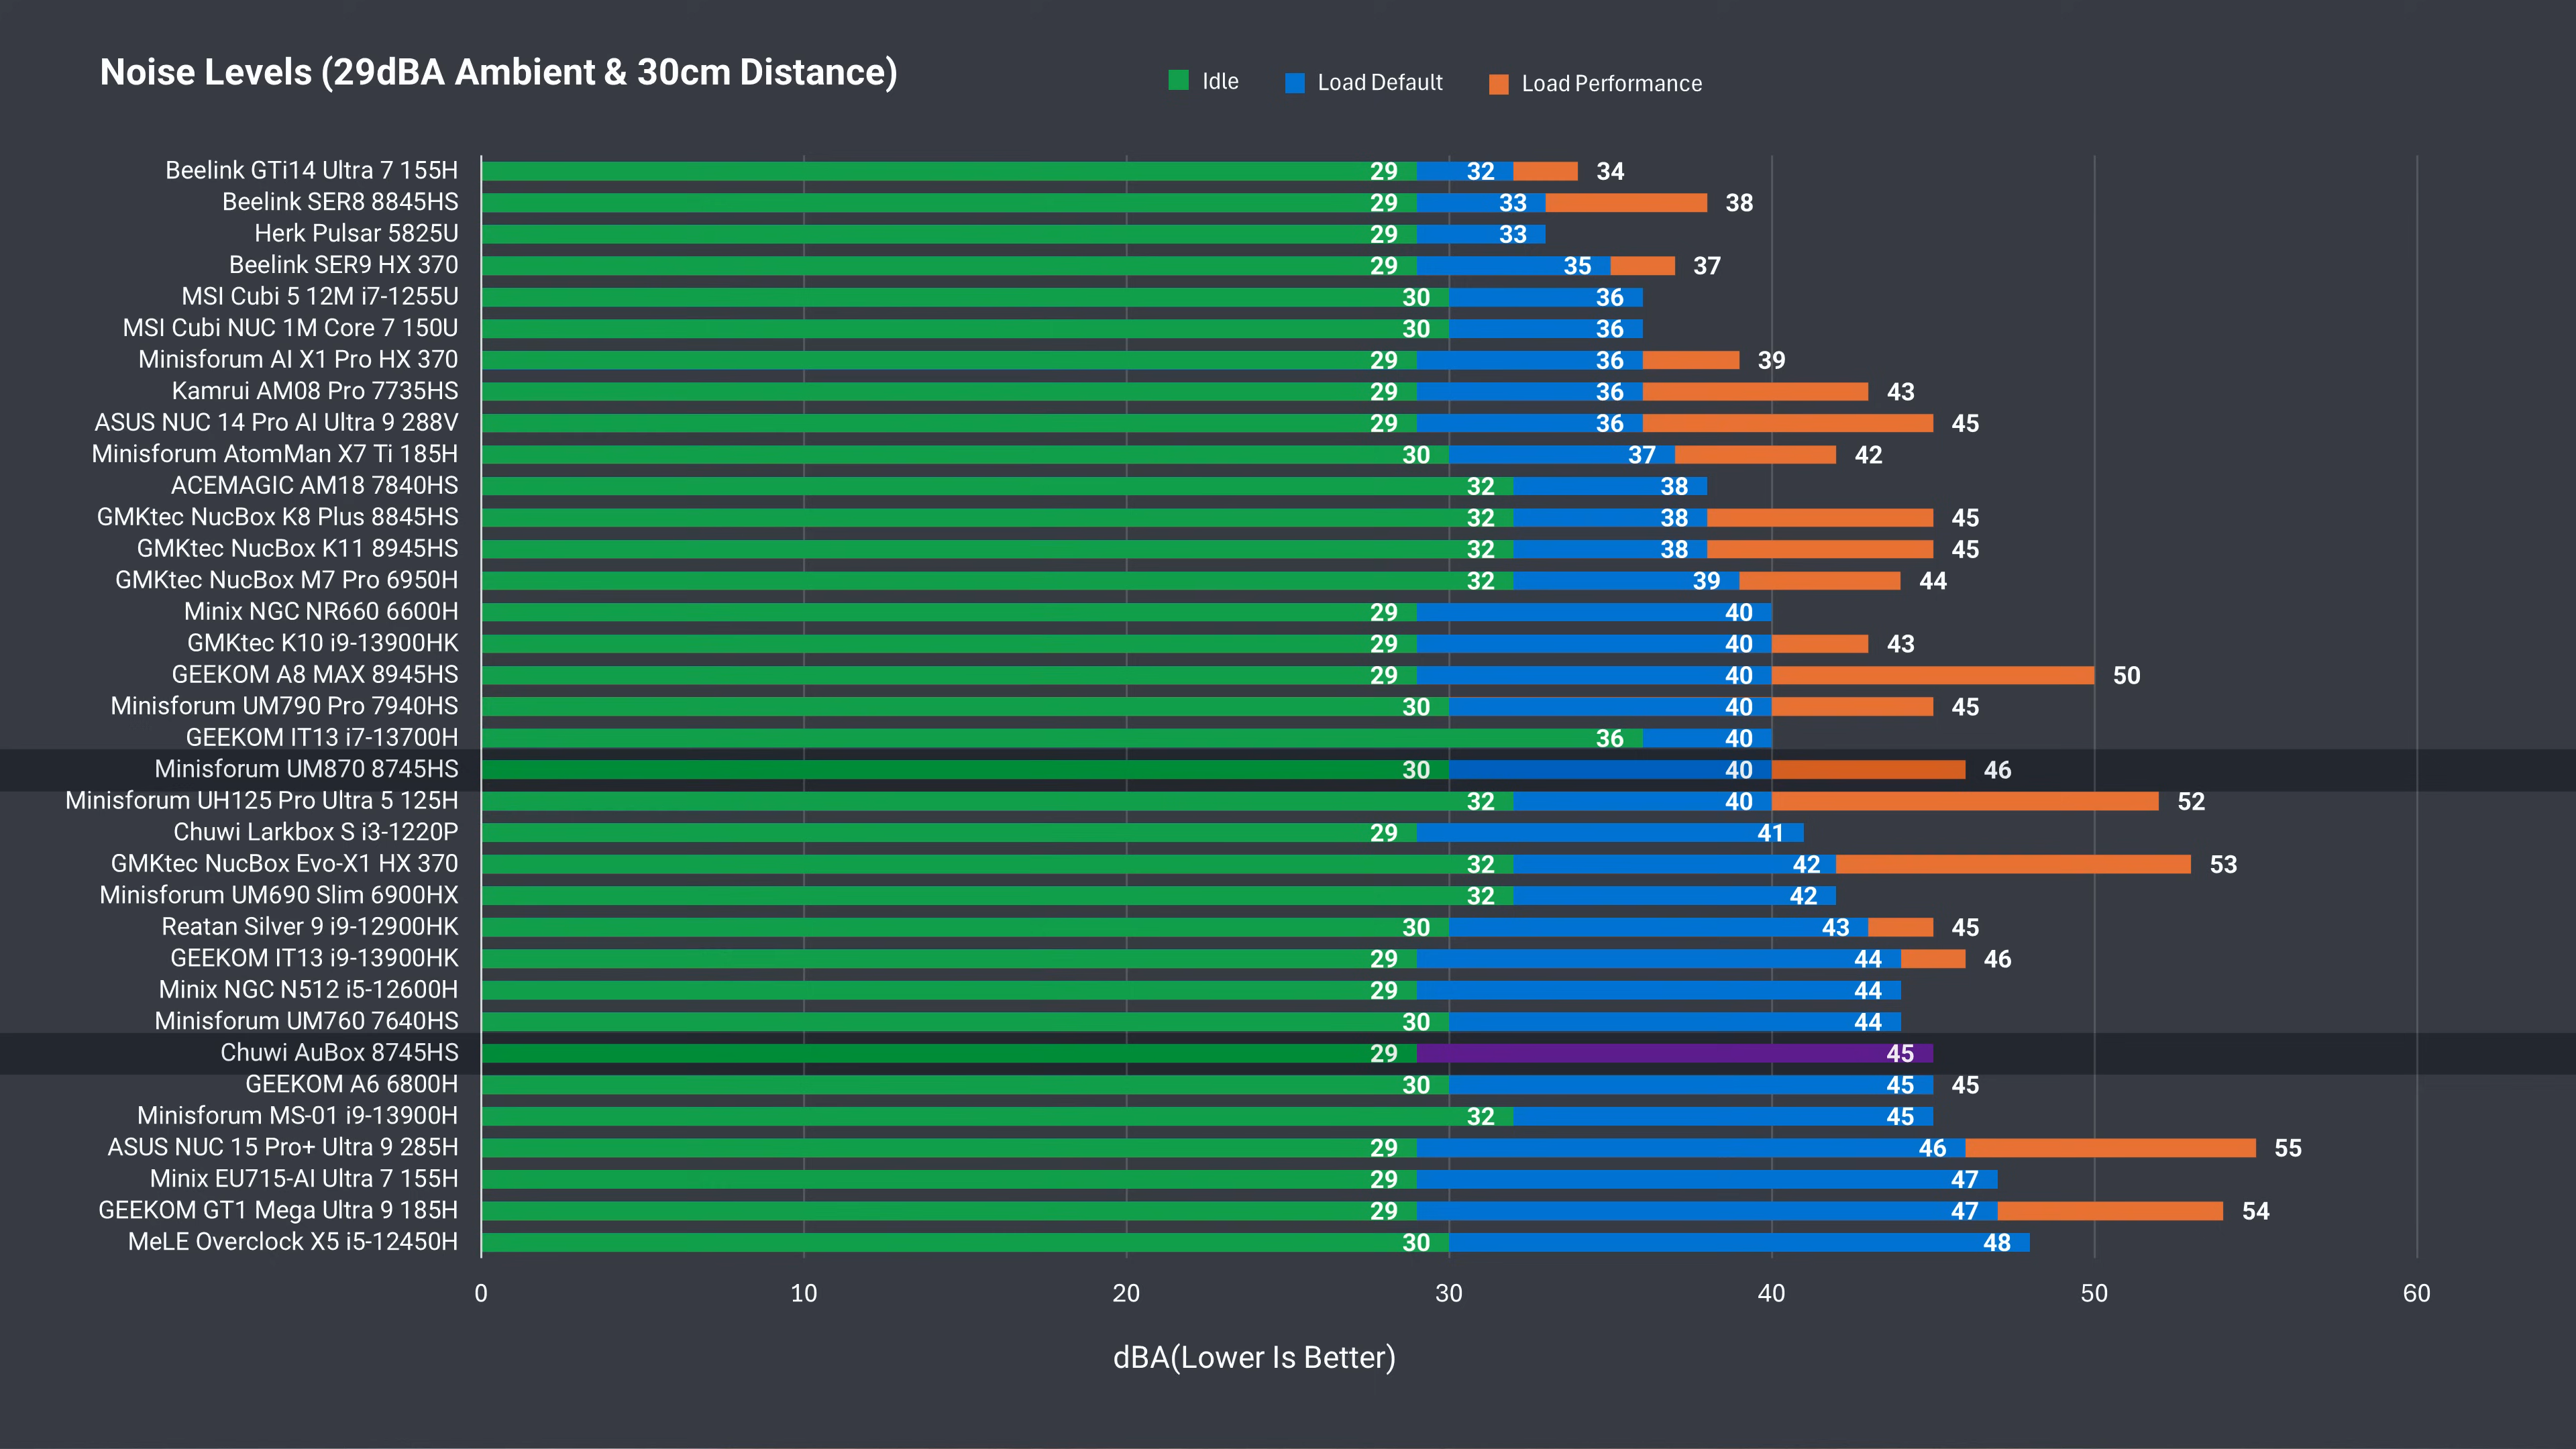 Noise Levels (29dBA Ambient & 30cm Distance)
Idle Load Default Load Performance
Beelink GTi14 Ultra 7 155H 29 32 34
Beelink SER8 8845HS 29 33 38
Herk Pulsar 5825U 29 33
Beelink SER9 HX 370 29 35 37
MSI Cubi 5 12M i7-1255U 30 36
MSI Cubi NUC 1M Core 7 150U 30 36
Minisforum AI X1 Pro HX 370 29 36 39
Kamrui AM08 Pro 7735HS 29 36 43
ASUS NUC 14 Pro AI Ultra 9 288V 29 36 45
Minisforum AtomMan X7 Ti 185H 30 37 42
ACEMAGIC AM18 7840HS 32 38
GMKtec NucBox K8 Plus 8845HS 32 38 45
GMKtec NucBox K11 8945HS 32 38 45
GMKtec NucBox M7 Pro 6950H 32 39 44
Minix NGC NR660 6600H 29 40
GMKtec K10 i9-13900HK 29 40 43
GEEKOM A8 MAX 8945HS 29 40 50
Minisforum UM790 Pro 7940HS 30 40 45
GEEKOM IT13 i7-13700H 36 40
Minisforum UM870 8745HS 30 40 46
Minisforum UH125 Pro Ultra 5 125H 32 40 52
Chuwi Larkbox S i3-1220P 29 41
GMKtec NucBox Evo-X1 HX 370 32 42 53
Minisforum UM690 Slim 6900HX 32 42
Reatan Silver 9 i9-12900HK 30 43 45
GEEKOM IT13 i9-13900HK 29 44 46
Minix NGC N512 i5-12600H 29 44
Minisforum UM760 7640HS 30 44
Chuwi AuBox 8745HS 29 45
GEEKOM A6 6800H 30 45 45
Minisforum MS-01 i9-13900H 32 45
ASUS NUC 15 Pro+ Ultra 9 285H 29 46 55
Minix EU715-AI Ultra 7 155H 29 47
GEEKOM GT1 Mega Ultra 9 185H 29 47 54
MeLE Overclock X5 i5-12450H 30 48
0 10 20 30 40 50 60
dBA(Lower Is Better)